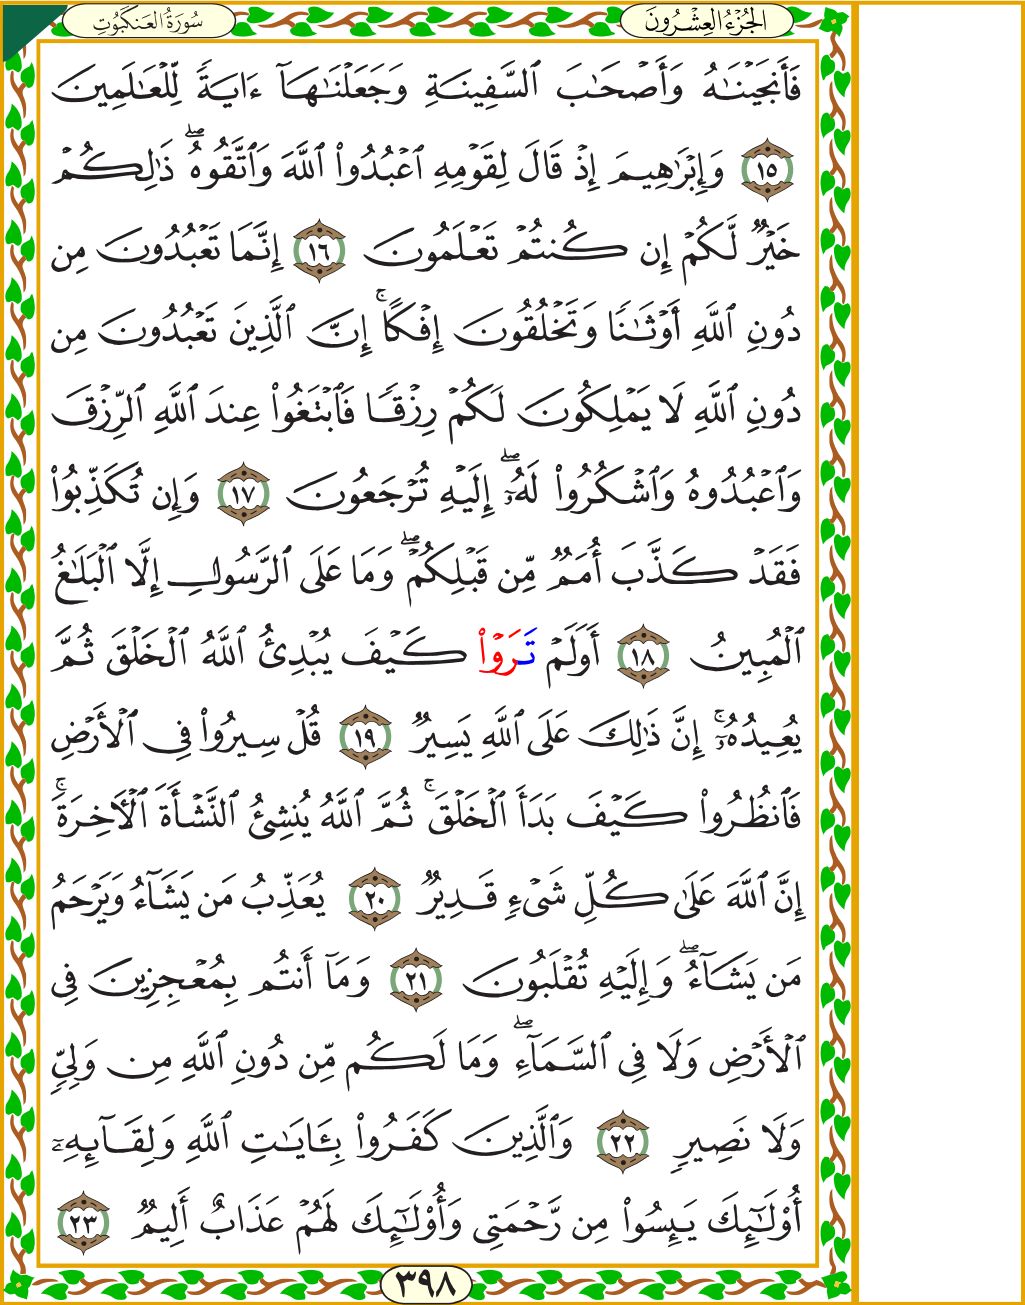 الجُزْءُ العِشْرُونَ
سُورَةُ العَنكَبُوتِ
فَأَنجَيْنَٰهُ وَأَصْحَٰبَ ٱلسَّفِينَةِ وَجَعَلْنَٰهَآ ءَايَةً لِّلْعَٰلَمِينَ
١٥ وَإِبْرَٰهِيمَ إِذْ قَالَ لِقَوْمِهِ ٱعْبُدُوا۟ ٱللَّهَ وَٱتَّقُوهُ ۖ ذَٰلِكُمْ
خَيْرٌ لَّكُمْ إِن كُنتُمْ تَعْلَمُونَ ١٦ إِنَّمَا تَعْبُدُونَ مِن
دُونِ ٱللَّهِ أَوْثَٰنًا وَتَخْلُقُونَ إِفْكًا ۚ إِنَّ ٱلَّذِينَ تَعْبُدُونَ مِن
دُونِ ٱللَّهِ لَا يَمْلِكُونَ لَكُمْ رِزْقًا فَٱبْتَغُوا۟ عِندَ ٱللَّهِ ٱلرِّزْقَ
وَٱعْبُدُوهُ وَٱشْكُرُوا۟ لَهُۥٓ ۖ إِلَيْهِ تُرْجَعُونَ ١٧ وَإِن تُكَذِّبُوا۟
فَقَدْ كَذَّبَ أُمَمٌ مِّن قَبْلِكُمْ ۖ وَمَا عَلَى ٱلرَّسُولِ إِلَّا ٱلْبَلَٰغُ
ٱلْمُبِينُ ١٨ أَوَلَمْ تَرَوْا۟ كَيْفَ يُبْدِئُ ٱللَّهُ ٱلْخَلْقَ ثُمَّ
يُعِيدُهُۥٓ ۚ إِنَّ ذَٰلِكَ عَلَى ٱللَّهِ يَسِيرٌ ١٩ قُلْ سِيرُوا۟ فِى ٱلْأَرْضِ
فَٱنظُرُوا۟ كَيْفَ بَدَأَ ٱلْخَلْقَ ۚ ثُمَّ ٱللَّهُ يُنشِئُ ٱلنَّشْأَةَ ٱلْأَخِرَةَ ۚ
إِنَّ ٱللَّهَ عَلَىٰ كُلِّ شَىْءٍ قَدِيرٌ ٢٠ يُعَذِّبُ مَن يَشَآءُ وَيَرْحَمُ
مَن يَشَآءُ ۖ وَإِلَيْهِ تُقْلَبُونَ ٢١ وَمَآ أَنتُم بِمُعْجِزِينَ فِى
ٱلْأَرْضِ وَلَا فِى ٱلسَّمَآءِ ۖ وَمَا لَكُم مِّن دُونِ ٱللَّهِ مِن وَلِىٍّ
وَلَا نَصِيرٍ ٢٢ وَٱلَّذِينَ كَفَرُوا۟ بِـَٔايَٰتِ ٱللَّهِ وَلِقَآئِهِۦٓ
أُو۟لَٰٓئِكَ يَئِسُوا۟ مِن رَّحْمَتِى وَأُو۟لَٰٓئِكَ لَهُمْ عَذَابٌ أَلِيمٌ ٢٣
٣٩٨